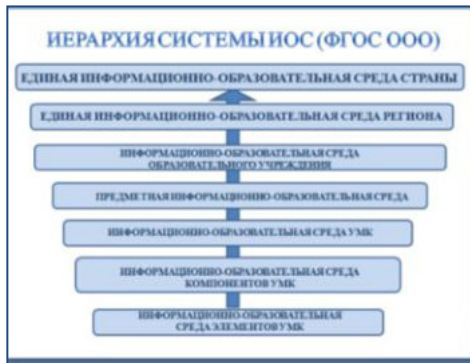 ИЕРАРХИЯ СИСТЕМЫ ИОС (ФГОС ООО)
ЕДИНАЯ ИНФОРМАЦИОННО-ОБРАЗОВАТЕЛЬНАЯ СРЕДА СТРАНЫ
ЕДИНАЯ ИНФОРМАЦИОННО-ОБРАЗОВАТЕЛЬНАЯ СРЕДА РЕГИОНА
ИНФОРМАЦИОННО-ОБРАЗОВАТЕЛЬНАЯ СРЕДА
ОБРАЗОВАТЕЛЬНОГО УЧРЕЖДЕНИЯ
ПРЕДМЕТНАЯ ИНФОРМАЦИОННО-ОБРАЗОВАТЕЛЬНАЯ СРЕДА
ИНФОРМАЦИОННО-ОБРАЗОВАТЕЛЬНАЯ СРЕДА УМК
ИНФОРМАЦИОННО-ОБРАЗОВАТЕЛЬНАЯ СРЕДА
КОМПОНЕНТОВ УМК
ИНФОРМАЦИОННО-ОБРАЗОВАТЕЛЬНАЯ
СРЕДА ЭЛЕМЕНТОВ УМК